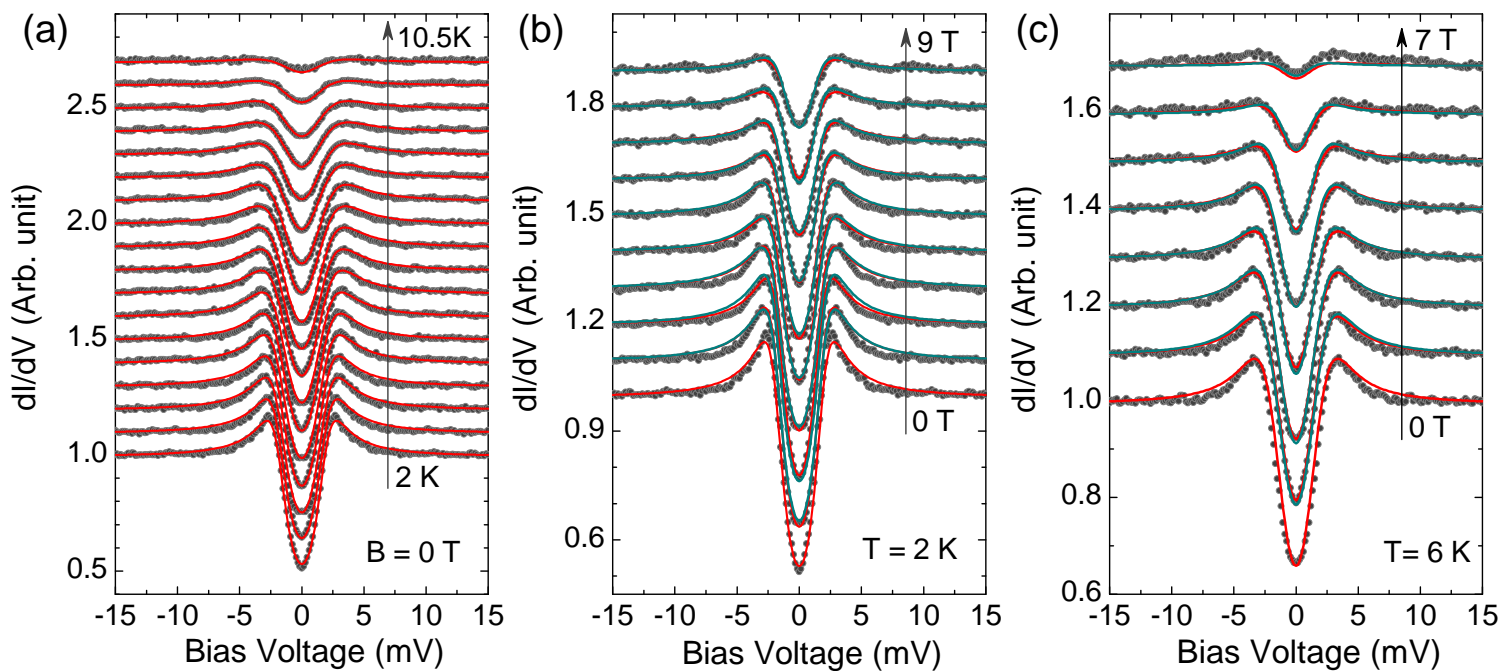 (a)
10.5K
2.5
2.0
1.5
1.0
0.5
dI/dV (Arb. unit)
2 K
B = 0 T
-15 -10 -5 0 5 10 15
Bias Voltage (mV)
(b)
9 T
1.8
1.5
1.2
0.9
0.6
dI/dV (Arb. unit)
0 T
T = 2 K
-15 -10 -5 0 5 10 15
Bias Voltage (mV)
(c)
7 T
1.6
1.4
1.2
1.0
0.8
0.6
dI/dV (Arb. unit)
0 T
T= 6 K
-15 -10 -5 0 5 10 15
Bias Voltage (mV)